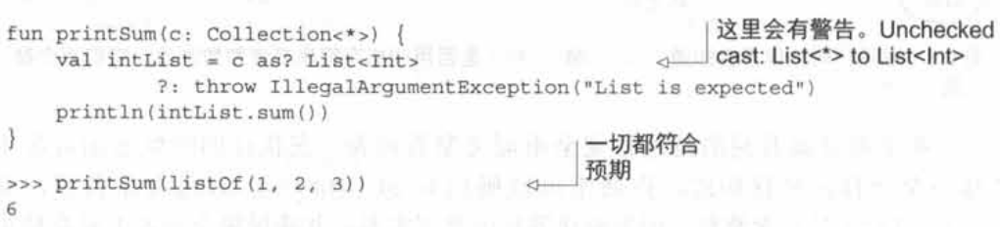 fun printSum(c: Collection<*>) {
    val intList = c as? List<Int>
            ?: throw IllegalArgumentException("List is expected")
    println(intList.sum())
}
这里会有警告。Unchecked
cast: List<*> to List<Int>
>>> printSum(listOf(1, 2, 3))
6
一切都符合
预期